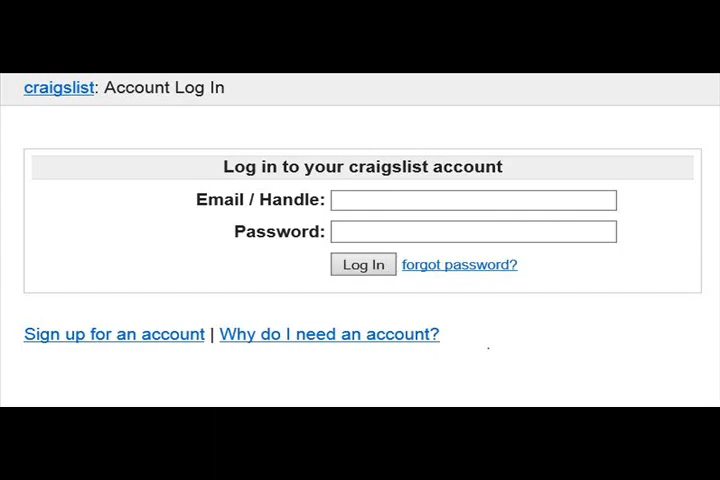 craigslist: Account Log In
Log in to your craigslist account
Email / Handle:
Password:
Log In forgot password?
Sign up for an account | Why do I need an account?